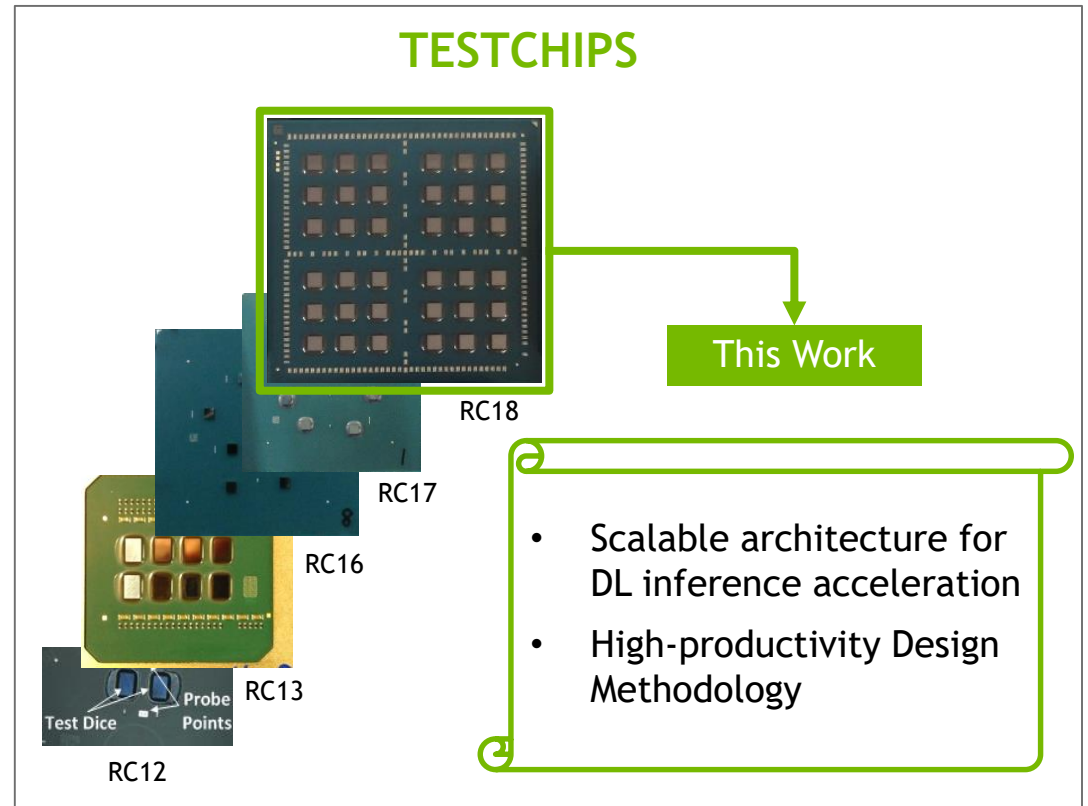 TESTCHIPS
RC18
This Work
RC17
RC16
RC13
Test Dice
Probe
Points
RC12
• Scalable architecture for
DL inference acceleration
• High-productivity Design
Methodology